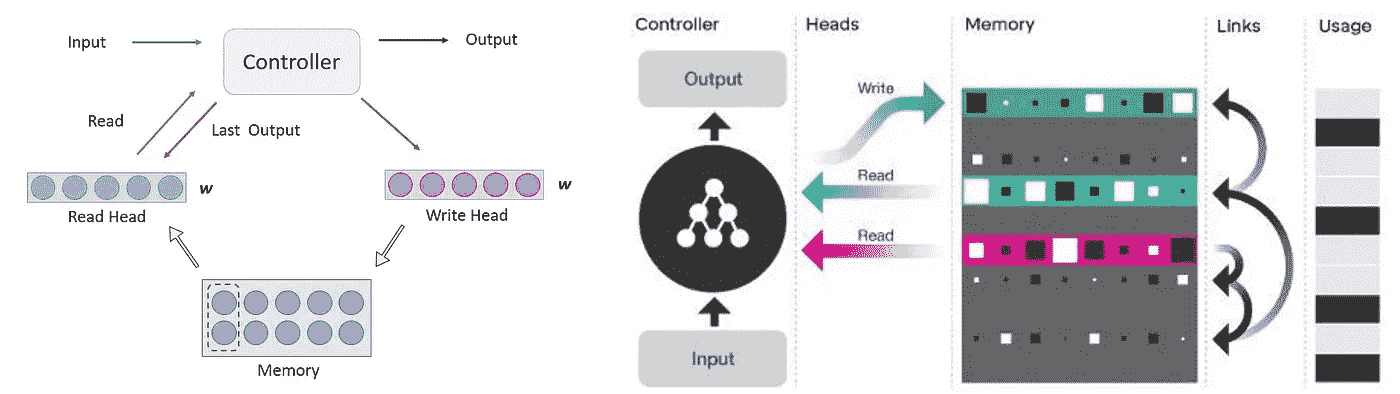 Input
Controller
Output
Read
Last Output
w
Read Head
w
Write Head
Memory
Controller
Heads
Memory
Links
Usage
Output
Write
Read
Read
Input